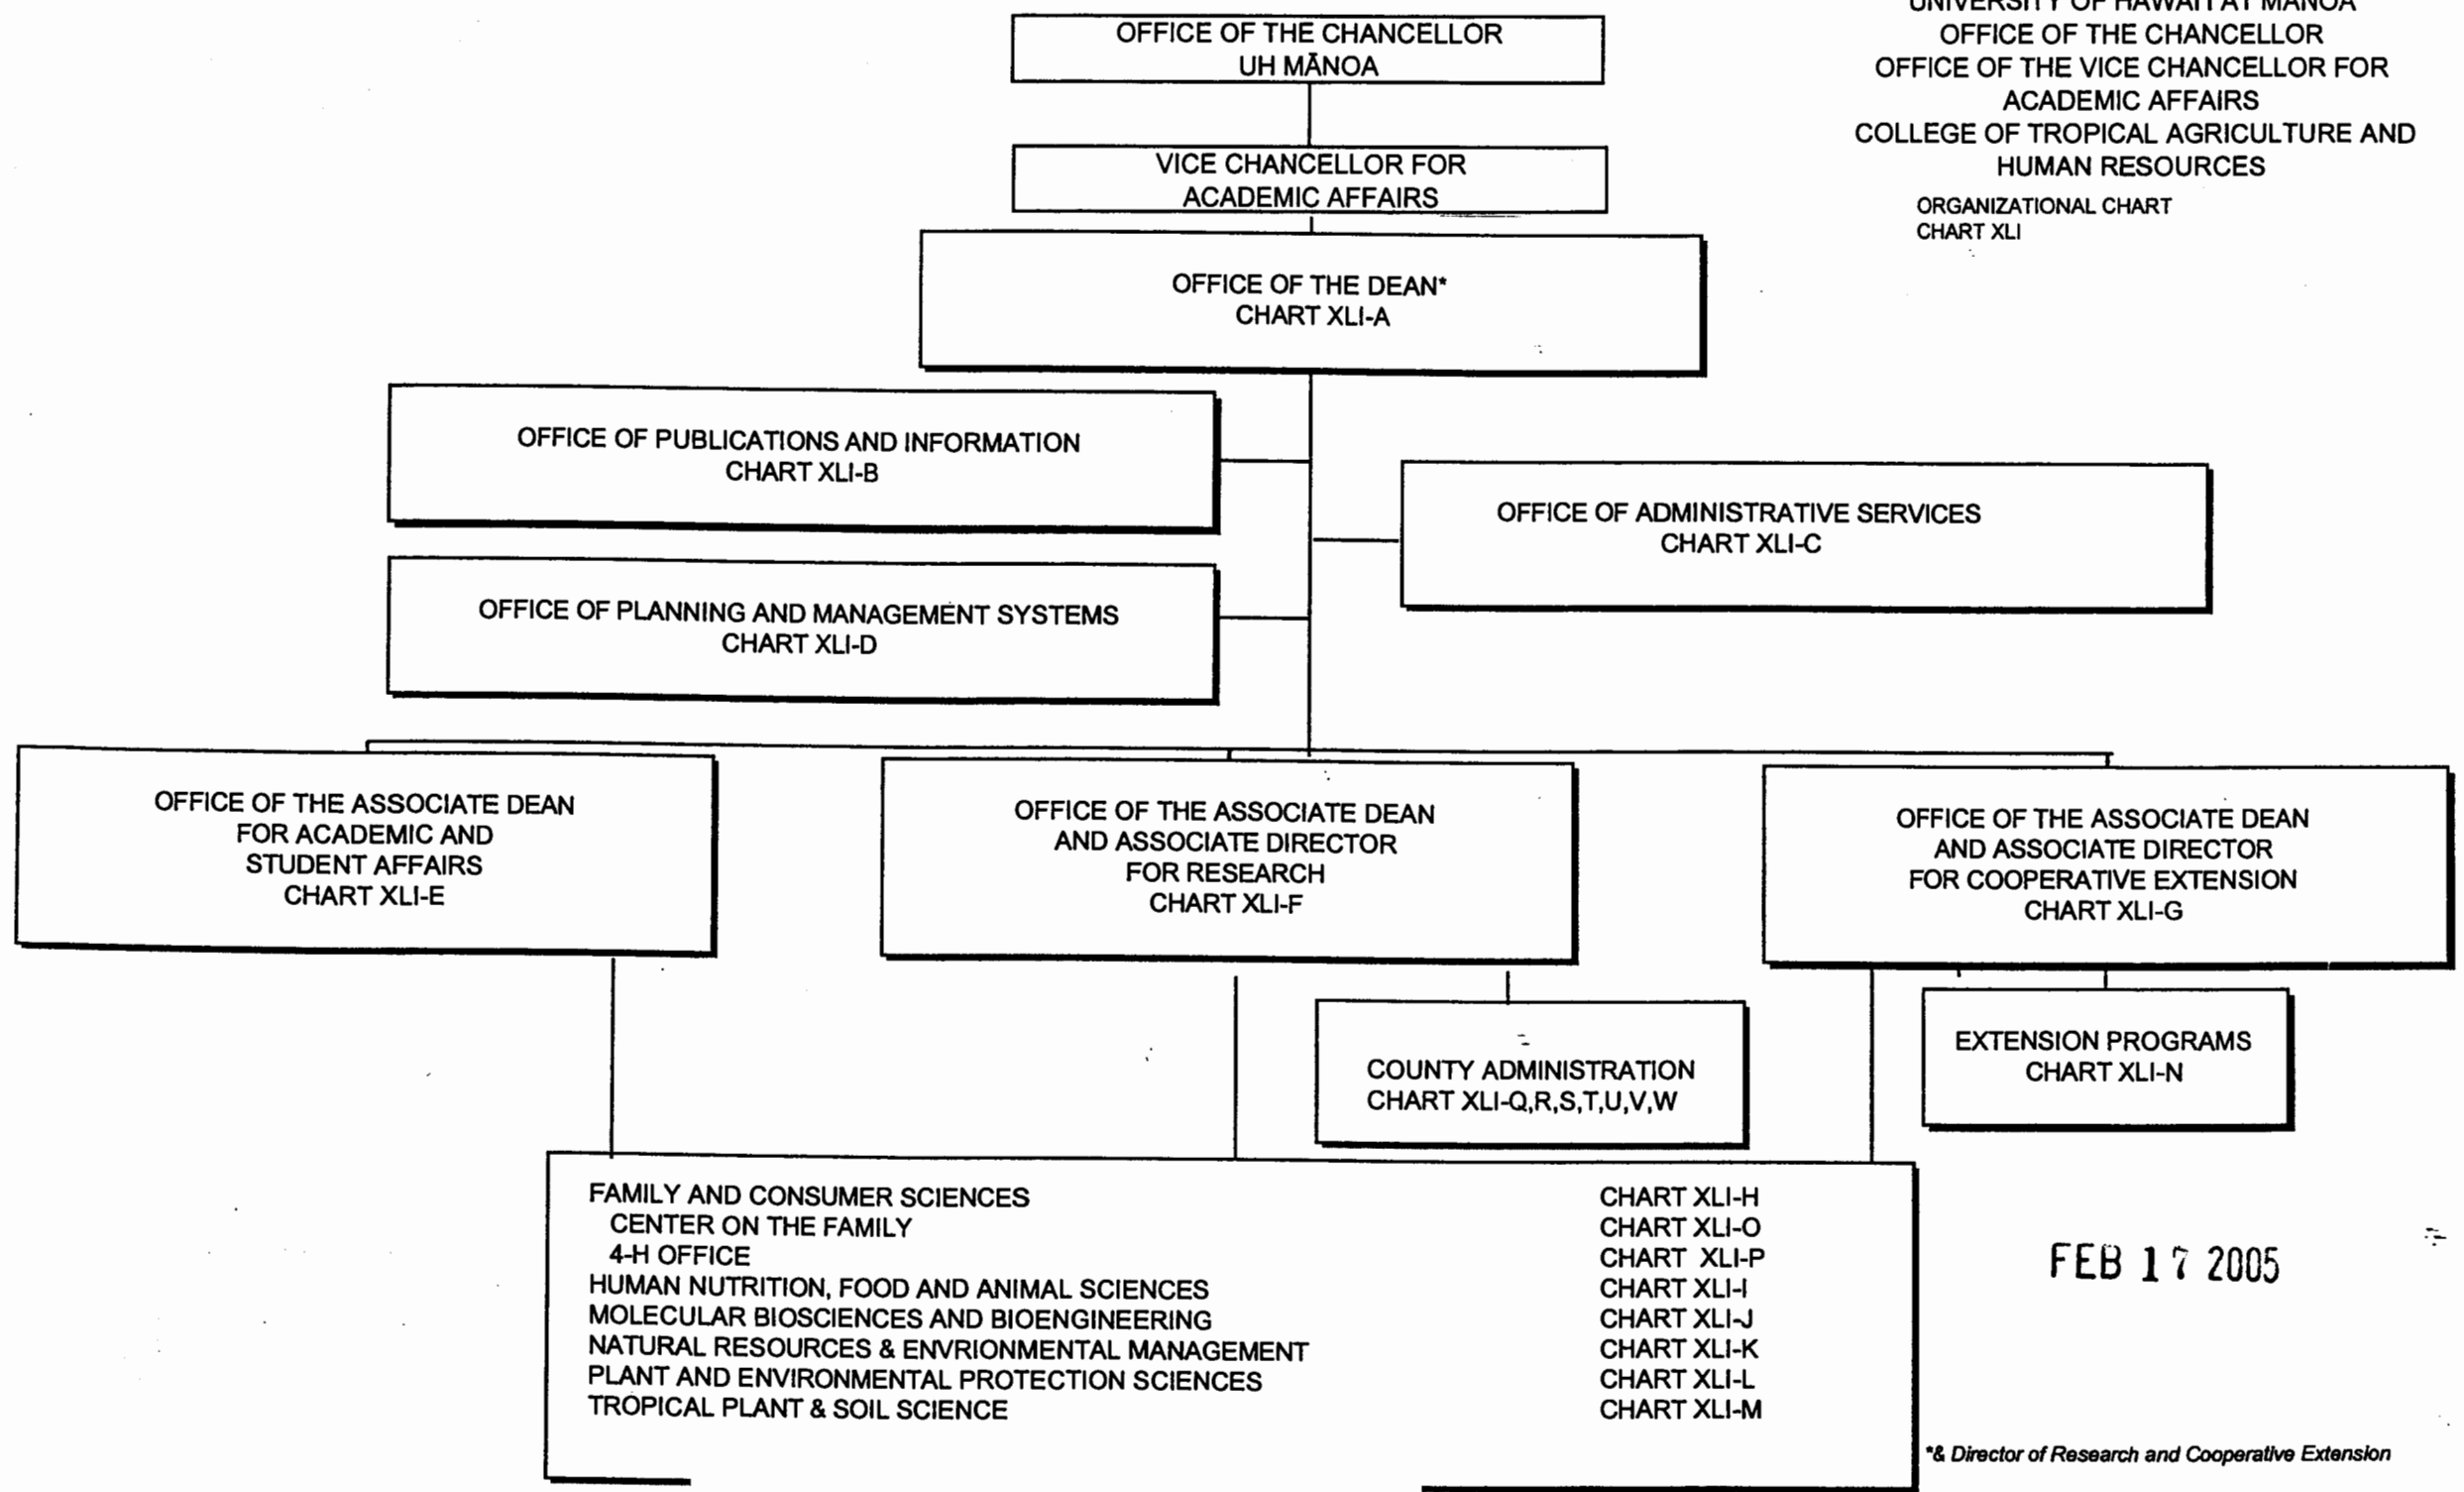 UNIVERSITY OF HAWAI'I AT MĀNOA
OFFICE OF THE CHANCELLOR
OFFICE OF THE VICE CHANCELLOR FOR
ACADEMIC AFFAIRS
COLLEGE OF TROPICAL AGRICULTURE AND
HUMAN RESOURCES
ORGANIZATIONAL CHART
CHART XLI
OFFICE OF THE CHANCELLOR
UH MĀNOA
VICE CHANCELLOR FOR
ACADEMIC AFFAIRS
OFFICE OF THE DEAN*
CHART XLI-A
OFFICE OF PUBLICATIONS AND INFORMATION
CHART XLI-B
OFFICE OF ADMINISTRATIVE SERVICES
CHART XLI-C
OFFICE OF PLANNING AND MANAGEMENT SYSTEMS
CHART XLI-D
OFFICE OF THE ASSOCIATE DEAN
FOR ACADEMIC AND
STUDENT AFFAIRS
CHART XLI-E
OFFICE OF THE ASSOCIATE DEAN
AND ASSOCIATE DIRECTOR
FOR RESEARCH
CHART XLI-F
OFFICE OF THE ASSOCIATE DEAN
AND ASSOCIATE DIRECTOR
FOR COOPERATIVE EXTENSION
CHART XLI-G
COUNTY ADMINISTRATION
CHART XLI-Q,R,S,T,U,V,W
EXTENSION PROGRAMS
CHART XLI-N
FAMILY AND CONSUMER SCIENCES CHART XLI-H
CENTER ON THE FAMILY CHART XLI-O
4-H OFFICE CHART XLI-P
HUMAN NUTRITION, FOOD AND ANIMAL SCIENCES CHART XLI-I
MOLECULAR BIOSCIENCES AND BIOENGINEERING CHART XLI-J
NATURAL RESOURCES & ENVRIONMENTAL MANAGEMENT CHART XLI-K
PLANT AND ENVIRONMENTAL PROTECTION SCIENCES CHART XLI-L
TROPICAL PLANT & SOIL SCIENCE CHART XLI-M
FEB 17 2005
*& Director of Research and Cooperative Extension